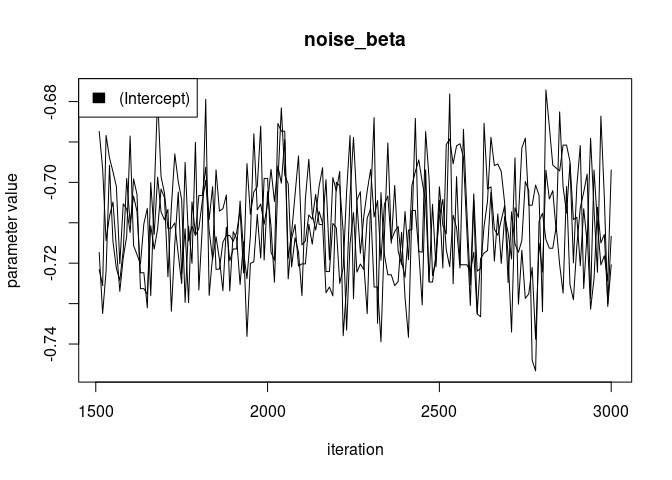 noise_beta
(Intercept)
parameter value
-0.68
-0.70
-0.72
-0.74
1500 2000 2500 3000
iteration